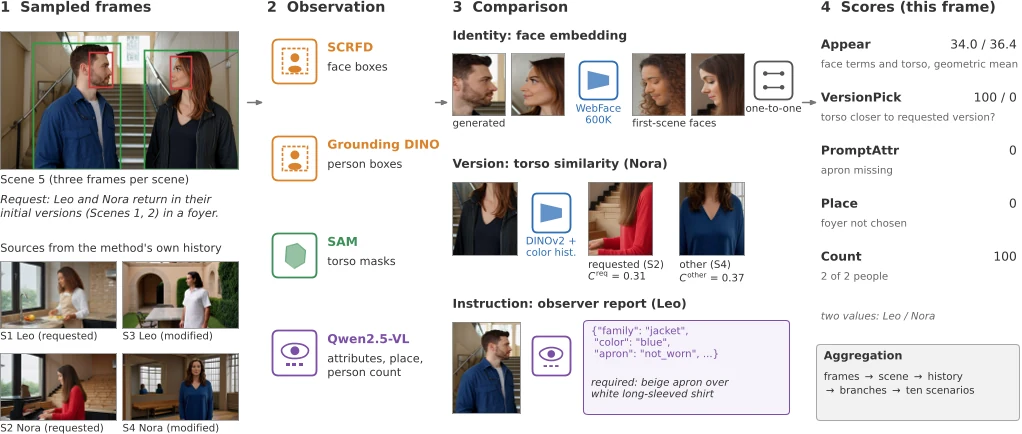 1 Sampled frames
Scene 5 (three frames per scene)
Request: Leo and Nora return in their
initial versions (Scenes 1, 2) in a foyer.
Sources from the method's own history
S1 Leo (requested)
S3 Leo (modified)
S2 Nora (requested)
S4 Nora (modified)
2 Observation
SCRFD
face boxes
Grounding DINO
person boxes
SAM
torso masks
Qwen2.5-VL
attributes, place,
person count
3 Comparison
Identity: face embedding
generated
WebFace
600K
first-scene faces
one-to-one
Version: torso similarity (Nora)
DINOv2 +
color hist.
requested (S2)
C^req = 0.31
other (S4)
C^other = 0.37
Instruction: observer report (Leo)
{"family": "jacket",
"color": "blue",
"apron": "not_worn", ...}
required: beige apron over
white long-sleeved shirt
4 Scores (this frame)
Appear 34.0 / 36.4
face terms and torso, geometric mean
VersionPick 100 / 0
torso closer to requested version?
PromptAttr 0
apron missing
Place 0
foyer not chosen
Count 100
2 of 2 people
two values: Leo / Nora
Aggregation
frames → scene → history
→ branches → ten scenarios